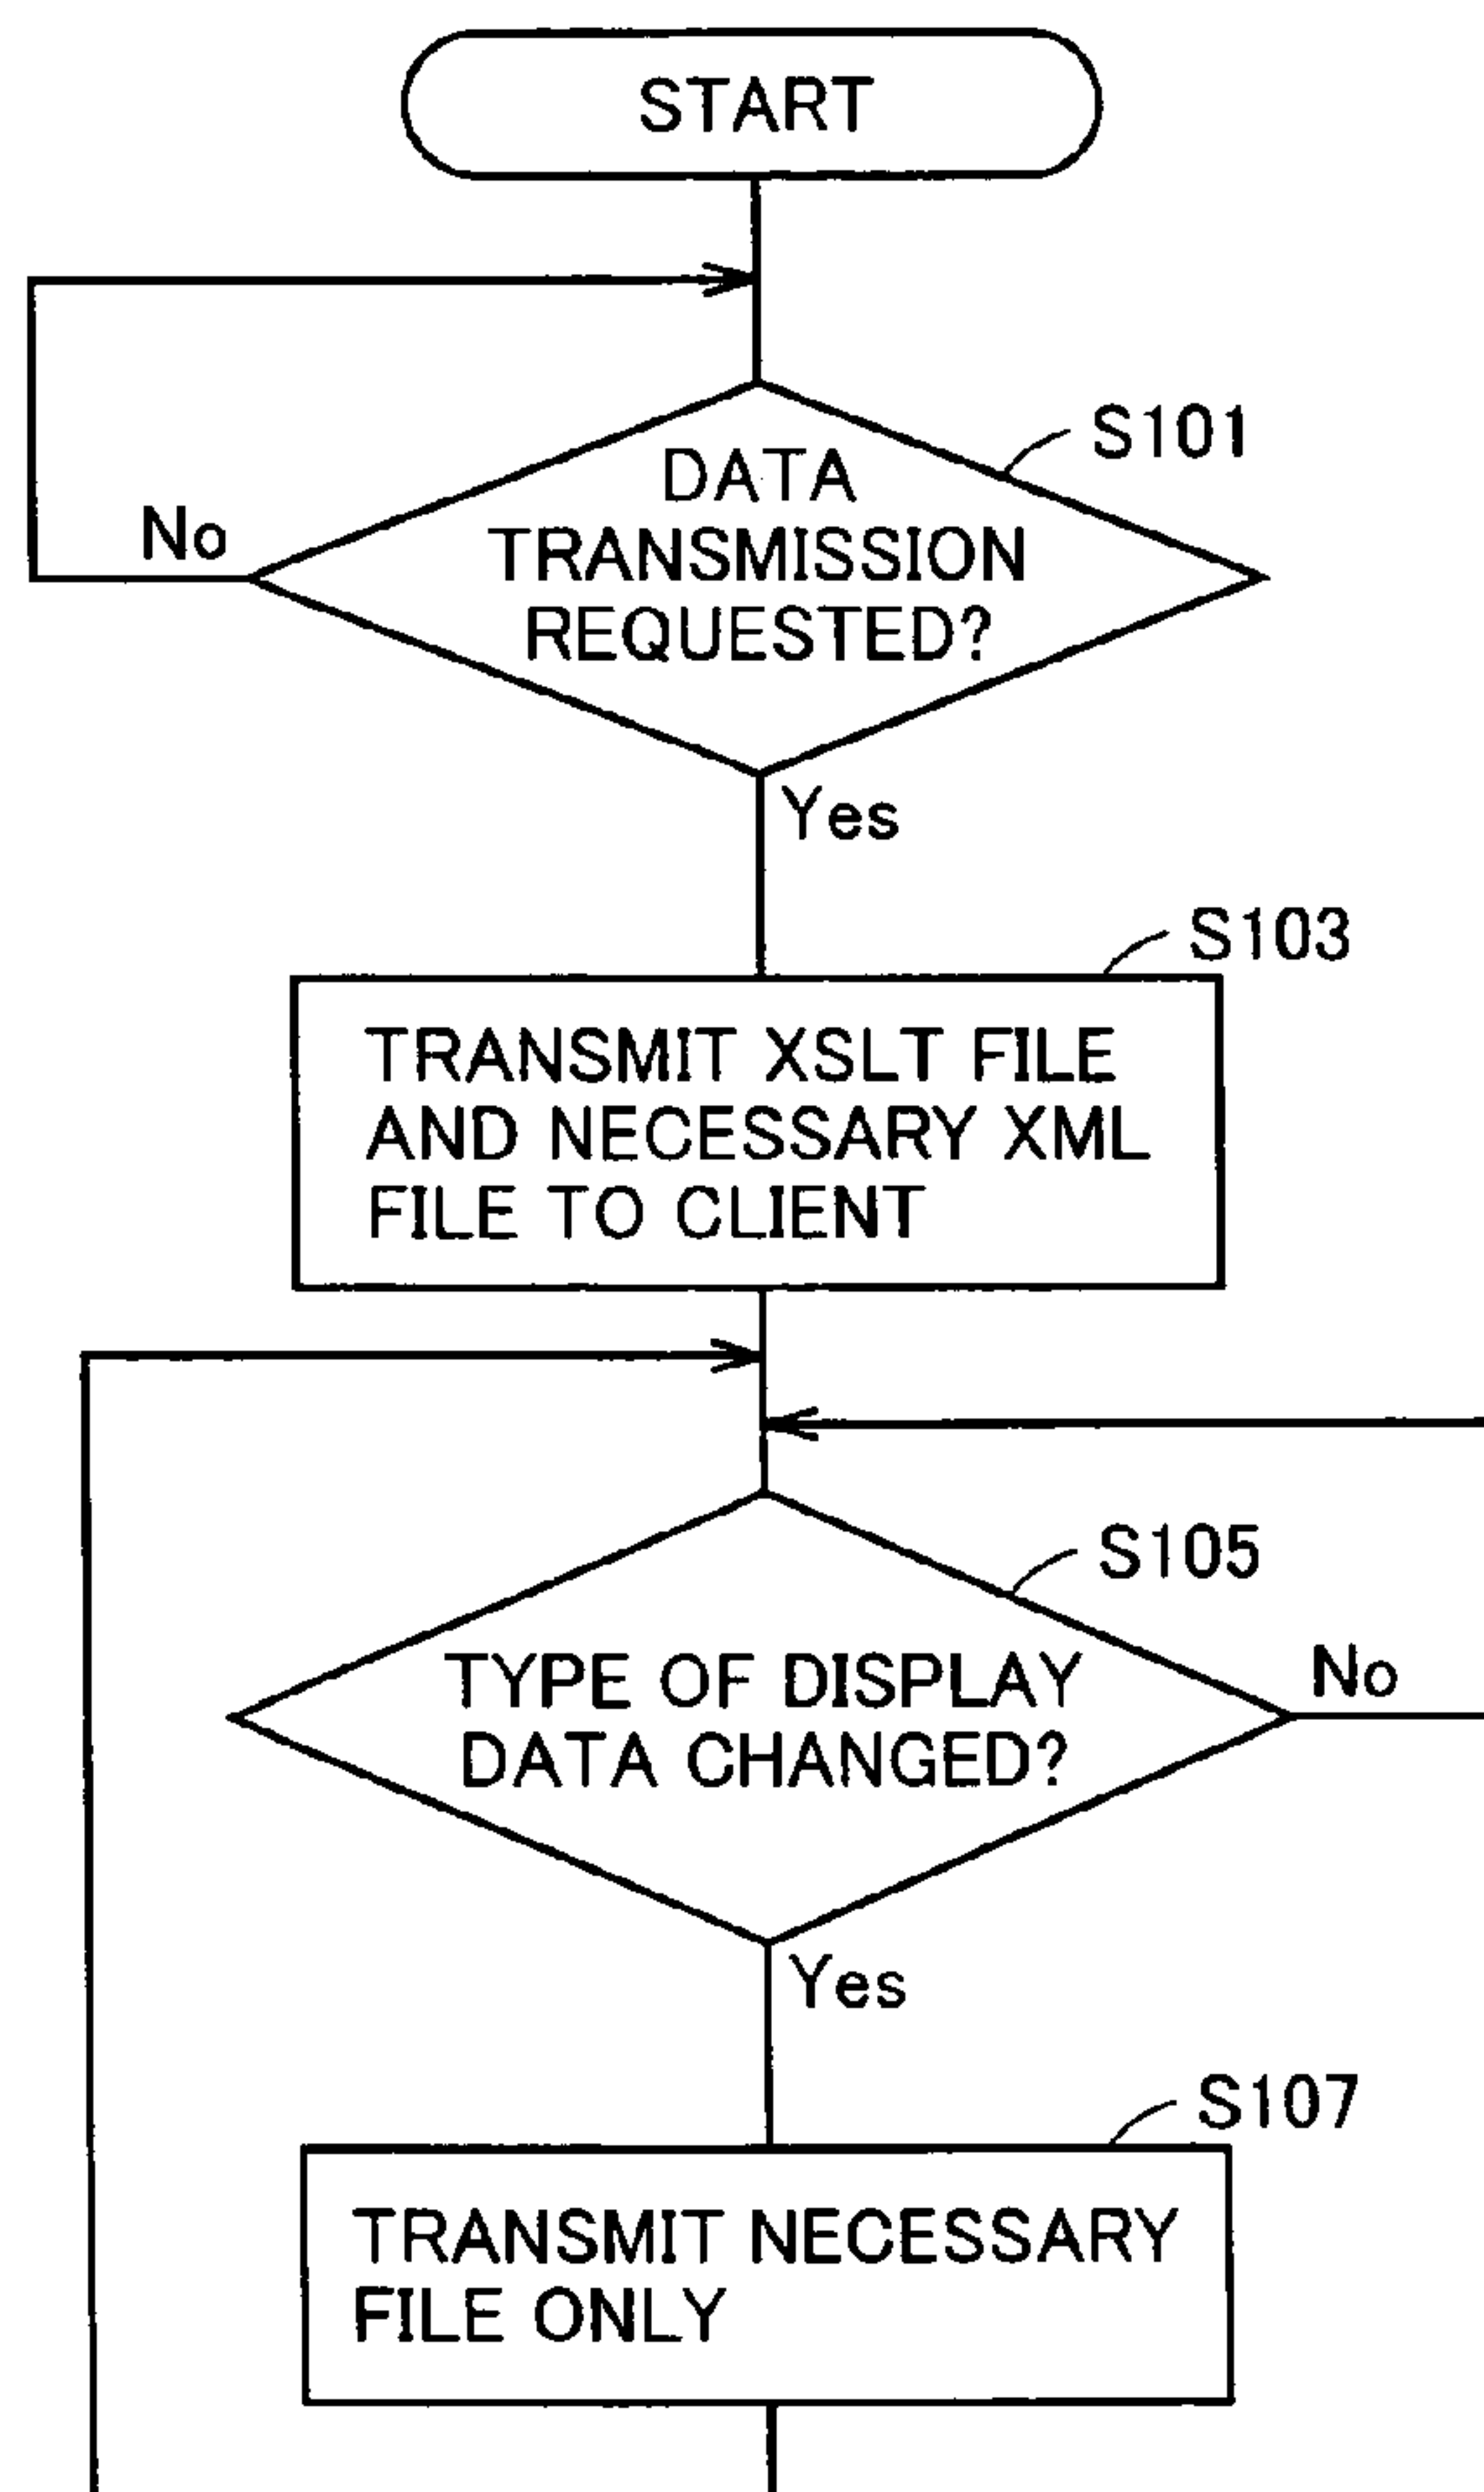 START
S101
DATA
TRANSMISSION
REQUESTED?
No
Yes
S103
TRANSMIT XSLT FILE
AND NECESSARY XML
FILE TO CLIENT
S105
TYPE OF DISPLAY
DATA CHANGED?
No
Yes
S107
TRANSMIT NECESSARY
FILE ONLY